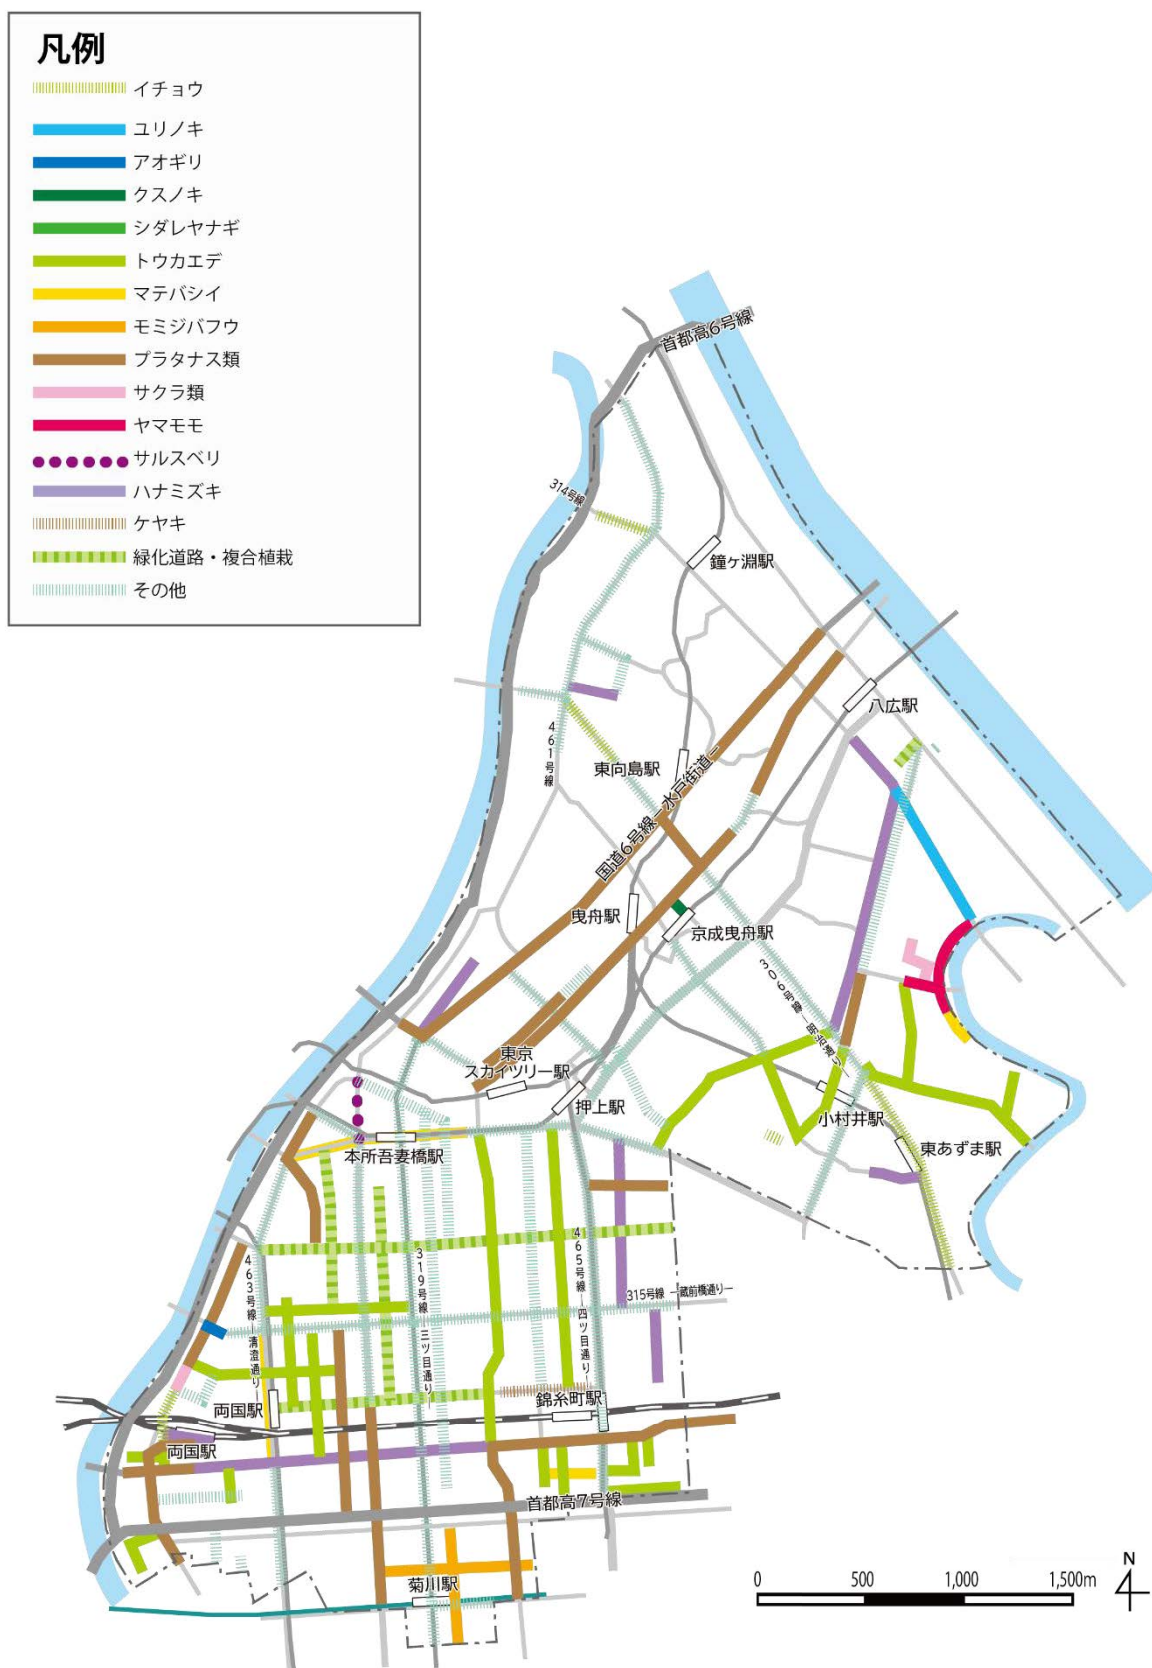 凡例
イチョウ
ユリノキ
アオギリ
クスノキ
シダレヤナギ
トウカエデ
マテバシイ
モミジバフウ
プラタナス類
サクラ類
ヤマモモ
サルスベリ
ハナミズキ
ケヤキ
緑化道路・複合植栽
その他
首都高6号線
314号線
鐘ヶ淵駅
八広駅
461号線
東向島駅
国道6号線－水戸街道－
曳舟駅
京成曳舟駅
306号線－明治通り－
東京
スカイツリー駅
押上駅
小村井駅
東あずま駅
本所吾妻橋駅
463号線－清澄通り－
319号線－三ツ目通り－
465号線－四ツ目通り－
315号線 －蔵前橋通り－
両国駅
錦糸町駅
両国駅
首都高7号線
菊川駅
0 500 1,000 1,500m
N